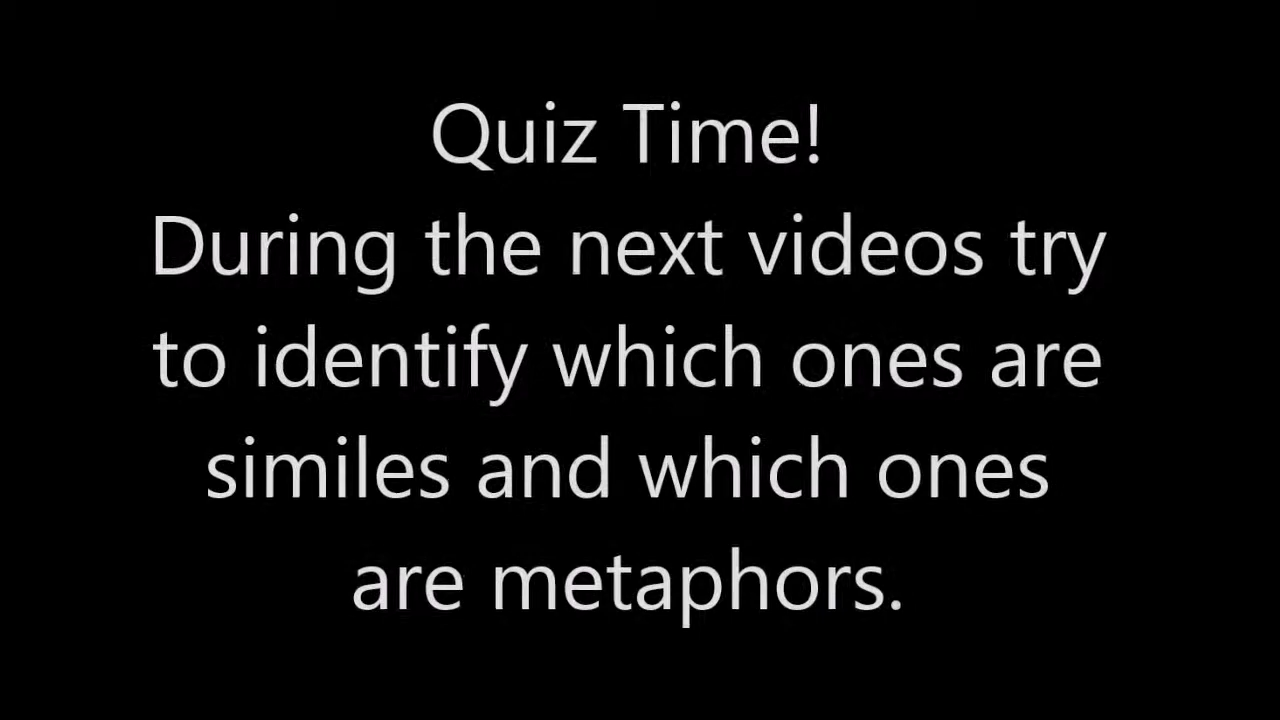 Quiz Time!
During the next videos try
to identify which ones are
similes and which ones
are metaphors.